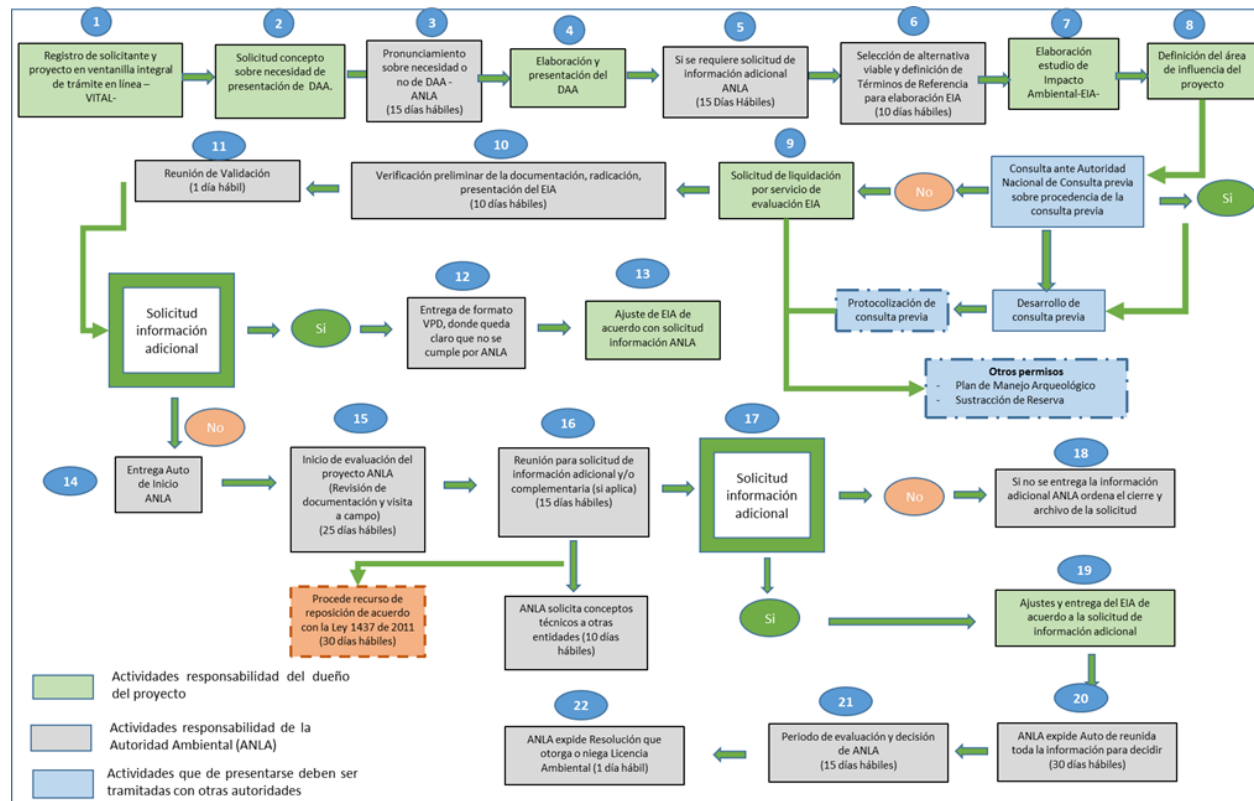 1
Registro de solicitante y
proyecto en ventanilla integral
de trámite en línea –
VITAL-
2
Solicitud concepto
sobre necesidad de
presentación de DAA.
3
Pronunciamiento
sobre necesidad o
no de DAA -
ANLA
(15 días hábiles)
4
Elaboración y
presentación del
DAA
5
Si se requiere solicitud de
información adicional
ANLA
(15 Días Hábiles)
6
Selección de alternativa
viable y definición de
Términos de Referencia
para elaboración EIA
(10 días hábiles)
7
Elaboración
estudio de
Impacto
Ambiental-EIA-
8
Definición del área
de influencia del
proyecto
11
Reunión de Validación
(1 día hábil)
10
Verificación preliminar de la documentación, radicación,
presentación del EIA
(10 días hábiles)
9
Solicitud de liquidación
por servicio de
evaluación EIA
No
Consulta ante Autoridad
Nacional de Consulta previa
sobre procedencia de la
consulta previa
Si
Solicitud
información
adicional
Si
12
Entrega de formato
VPD, donde queda
claro que no se
cumple por ANLA
13
Ajuste de EIA de
acuerdo con solicitud
información ANLA
Protocolización de
consulta previa
Desarrollo de
consulta previa
Otros permisos
- Plan de Manejo Arqueológico
- Sustracción de Reserva
No
14
Entrega Auto
de Inicio
ANLA
15
Inicio de evaluación del
proyecto ANLA
(Revisión de
documentación y visita
a campo)
(25 días hábiles)
16
Reunión para solicitud de
información adicional y/o
complementaria (si aplica)
(15 días hábiles)
17
Solicitud
información
adicional
No
18
Si no se entrega la información
adicional ANLA ordena el cierre y
archivo de la solicitud
Procede recurso de
reposición de acuerdo
con la Ley 1437 de 2011
(30 días hábiles)
ANLA solicita conceptos
técnicos a otras
entidades (10 días
hábiles)
Si
19
Ajustes y entrega del EIA de
acuerdo a la solicitud de
información adicional
Actividades responsabilidad del dueño
del proyecto
Actividades responsabilidad de la
Autoridad Ambiental (ANLA)
Actividades que de presentarse deben ser
tramitadas con otras autoridades
22
ANLA expide Resolución que
otorga o niega Licencia
Ambiental (1 día hábil)
21
Periodo de evaluación y decisión
de ANLA
(15 días hábiles)
20
ANLA expide Auto de reunida
toda la información para decidir
(30 días hábiles)